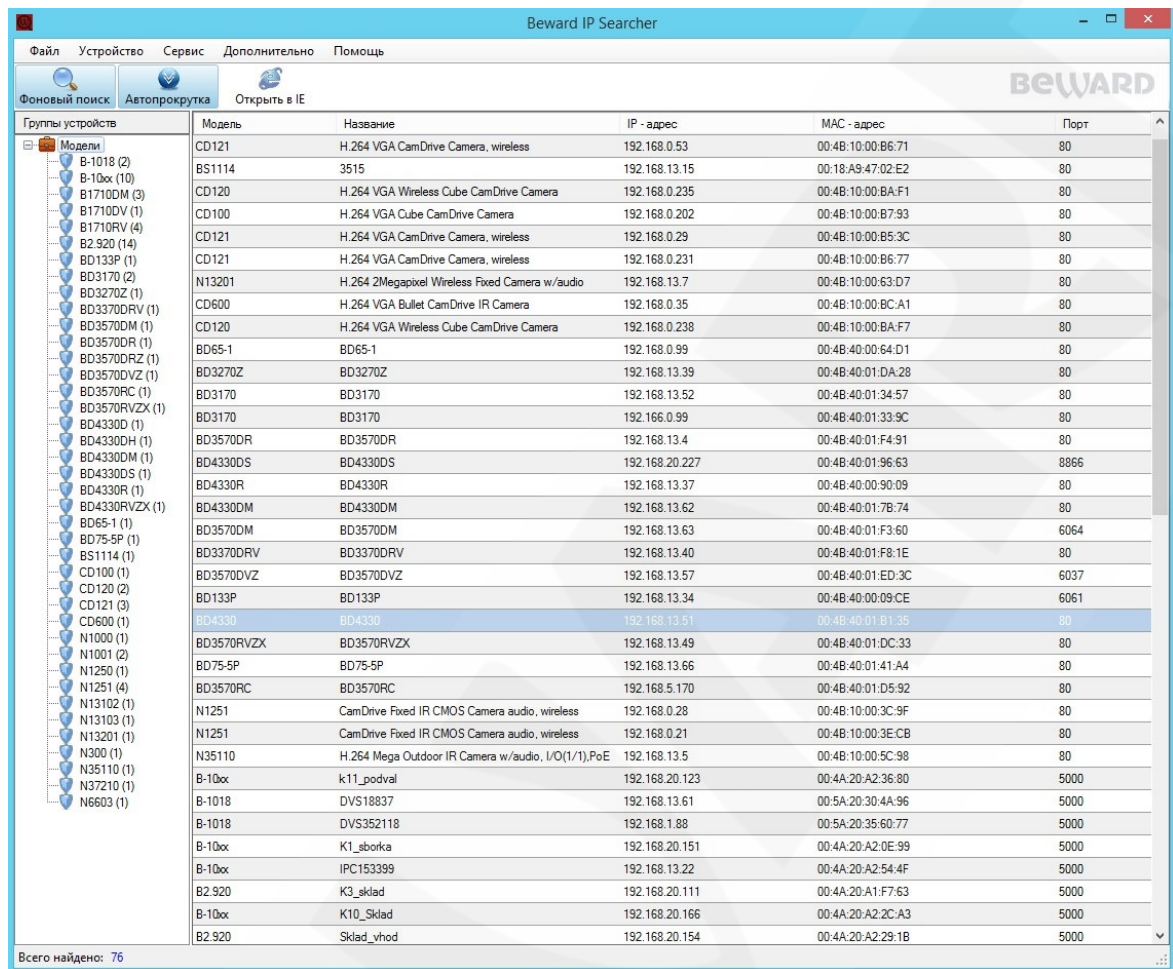 Beward IP Searcher
Файл Устройство Сервис Дополнительно Помощь
Фоновый поиск Автопрокрутка Открыть в IE
BEWARD
Группы устройств
Модели
B-1018 (2)
B-10xx (10)
B1710DM (3)
B1710DV (1)
B1710RV (4)
B2.920 (14)
BD133P (1)
BD3170 (2)
BD3270Z (1)
BD3370DRV (1)
BD3570DM (1)
BD3570DR (1)
BD3570DRZ (1)
BD3570DVZ (1)
BD3570RC (1)
BD3570RVZX (1)
BD4330D (1)
BD4330DH (1)
BD4330DM (1)
BD4330DS (1)
BD4330R (1)
BD4330RVZX (1)
BD65-1 (1)
BD75-5P (1)
BS1114 (1)
CD100 (1)
CD120 (2)
CD121 (3)
CD600 (1)
N1000 (1)
N1001 (2)
N1250 (1)
N1251 (4)
N13102 (1)
N13103 (1)
N13201 (1)
N300 (1)
N35110 (1)
N37210 (1)
N6603 (1)
Модель Название IP - адрес MAC - адрес Порт
CD121 H.264 VGA CamDrive Camera, wireless 192.168.0.53 00:4B:10:00:B6:71 80
BS1114 3515 192.168.13.15 00:18:A9:47:02:E2 80
CD120 H.264 VGA Wireless Cube CamDrive Camera 192.168.0.235 00:4B:10:00:BA:F1 80
CD100 H.264 VGA Cube CamDrive Camera 192.168.0.202 00:4B:10:00:B7:93 80
CD121 H.264 VGA CamDrive Camera, wireless 192.168.0.29 00:4B:10:00:B5:3C 80
CD121 H.264 VGA CamDrive Camera, wireless 192.168.0.231 00:4B:10:00:B6:77 80
N13201 H.264 2Megapixel Wireless Fixed Camera w/audio 192.168.13.7 00:4B:10:00:63:D7 80
CD600 H.264 VGA Bullet CamDrive IR Camera 192.168.0.35 00:4B:10:00:BC:A1 80
CD120 H.264 VGA Wireless Cube CamDrive Camera 192.168.0.238 00:4B:10:00:BA:F7 80
BD65-1 BD65-1 192.168.0.99 00:4B:40:00:64:D1 80
BD3270Z BD3270Z 192.168.13.39 00:4B:40:01:DA:28 80
BD3170 BD3170 192.168.13.52 00:4B:40:01:34:57 80
BD3170 BD3170 192.166.0.99 00:4B:40:01:33:9C 80
BD3570DR BD3570DR 192.168.13.4 00:4B:40:01:F4:91 80
BD4330DS BD4330DS 192.168.20.227 00:4B:40:01:96:63 8866
BD4330R BD4330R 192.168.13.37 00:4B:40:00:90:09 80
BD4330DM BD4330DM 192.168.13.62 00:4B:40:01:7B:74 80
BD3570DM BD3570DM 192.168.13.63 00:4B:40:01:F3:60 6064
BD3370DRV BD3370DRV 192.168.13.40 00:4B:40:01:F8:1E 80
BD3570DVZ BD3570DVZ 192.168.13.57 00:4B:40:01:ED:3C 6037
BD133P BD133P 192.168.13.34 00:4B:40:00:09:CE 6061
BD4330 BD4330 192.168.13.51 00:4B:40:01:B1:35 80
BD3570RVZX BD3570RVZX 192.168.13.49 00:4B:40:01:DC:33 80
BD75-5P BD75-5P 192.168.13.66 00:4B:40:01:41:A4 80
BD3570RC BD3570RC 192.168.5.170 00:4B:40:01:D5:92 80
N1251 CamDrive Fixed IR CMOS Camera audio, wireless 192.168.0.28 00:4B:10:00:3C:9F 80
N1251 CamDrive Fixed IR CMOS Camera audio, wireless 192.168.0.21 00:4B:10:00:3E:CB 80
N35110 H.264 Mega Outdoor IR Camera w/audio, I/O(1/1),PoE 192.168.13.5 00:4B:10:00:5C:98 80
B-10xx k11_podval 192.168.20.123 00:4A:20:A2:36:80 5000
B-1018 DVS18837 192.168.13.61 00:5A:20:30:4A:96 5000
B-1018 DVS352118 192.168.1.88 00:5A:20:35:60:77 5000
B-10xx K1_sborka 192.168.20.151 00:4A:20:A2:0E:99 5000
B-10xx IPC153399 192.168.13.22 00:4A:20:A2:54:4F 5000
B2.920 K3_sklad 192.168.20.111 00:4A:20:A1:F7:63 5000
B-10xx K10_Sklad 192.168.20.166 00:4A:20:A2:2C:A3 5000
B2.920 Sklad_vhod 192.168.20.154 00:4A:20:A2:29:1B 5000
Всего найдено: 76